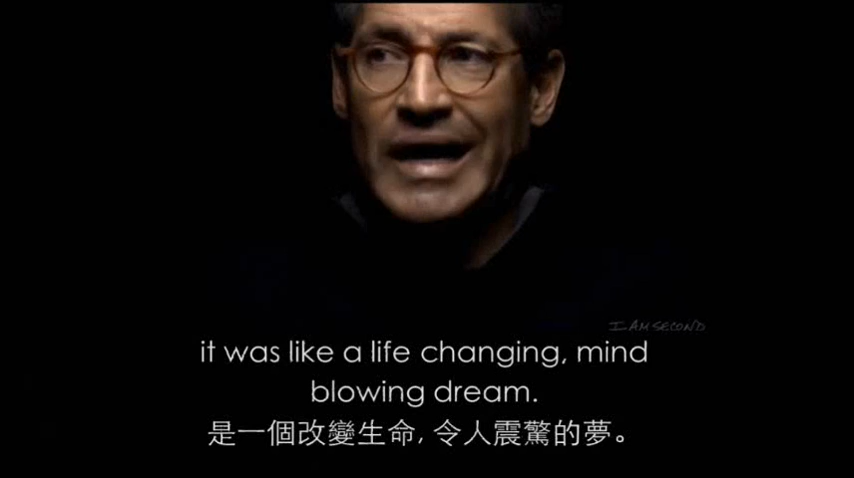 I AM SECOND
it was like a life changing, mind
blowing dream.
是一個改變生命, 令人震驚的夢。